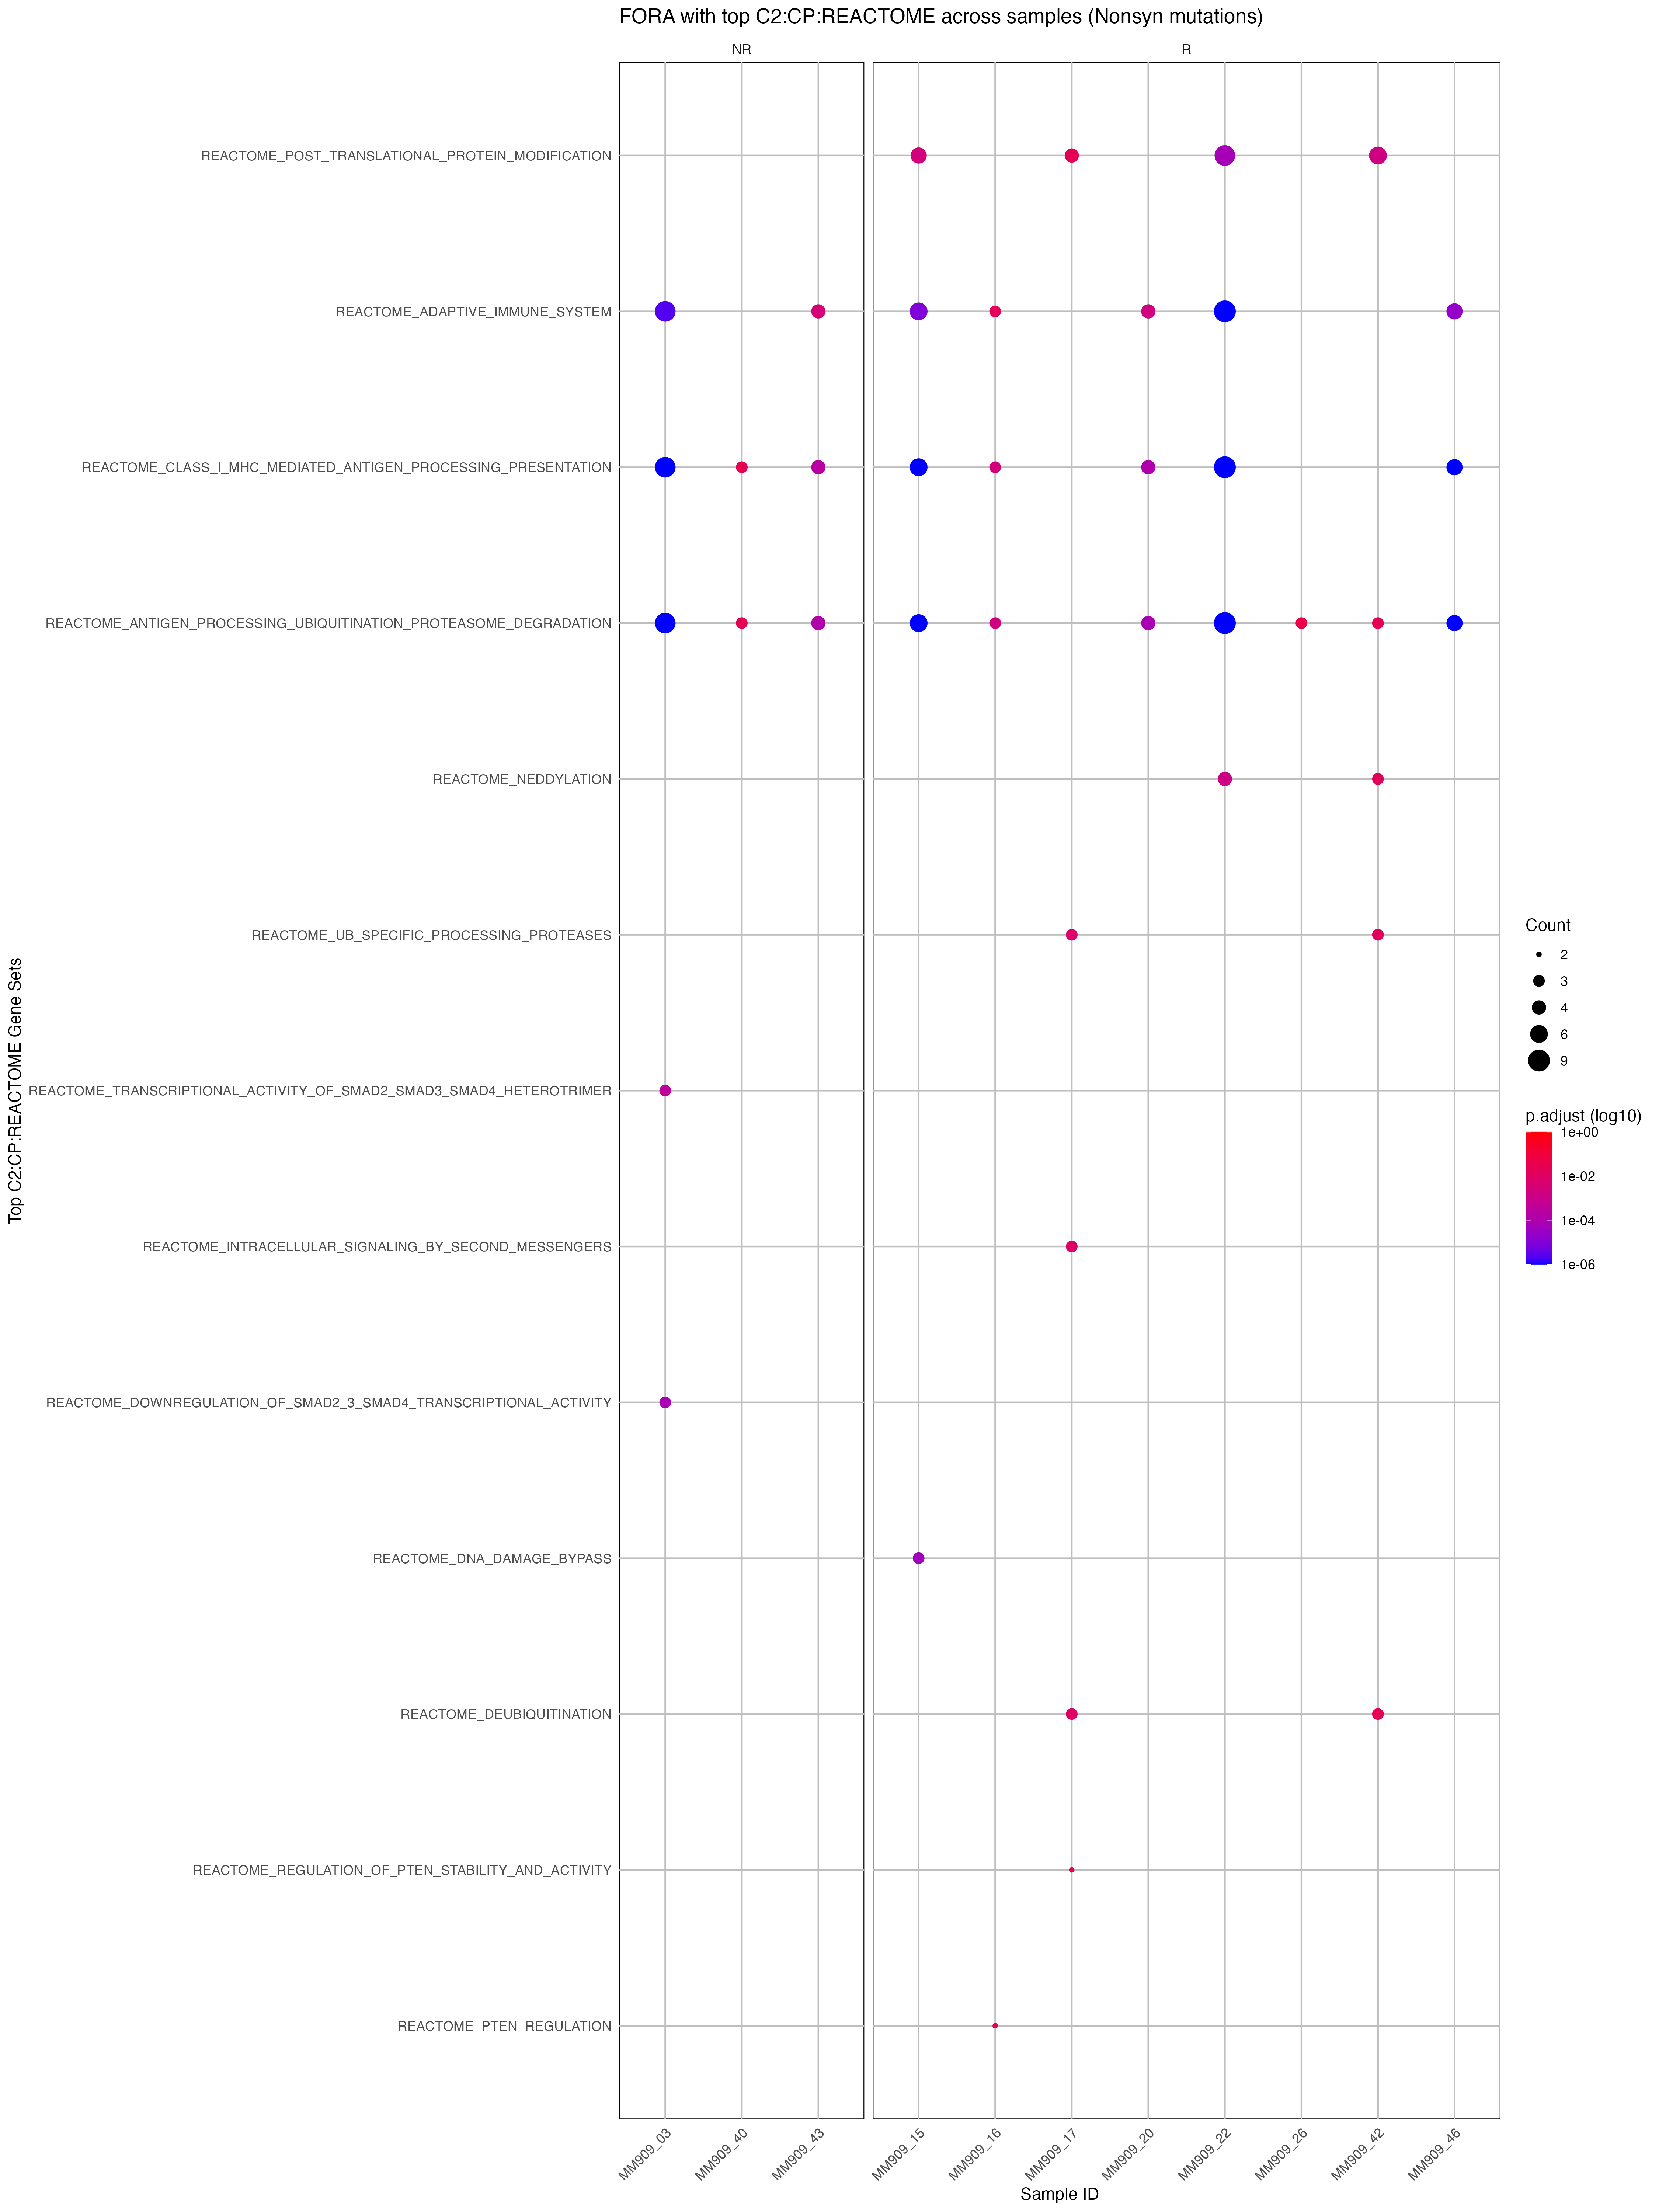 FORA with top C2:CP:REACTOME across samples (Nonsyn mutations)
NR
R
REACTOME_POST_TRANSLATIONAL_PROTEIN_MODIFICATION
REACTOME_ADAPTIVE_IMMUNE_SYSTEM
REACTOME_CLASS_I_MHC_MEDIATED_ANTIGEN_PROCESSING_PRESENTATION
REACTOME_ANTIGEN_PROCESSING_UBIQUITINATION_PROTEASOME_DEGRADATION
REACTOME_NEDDYLATION
REACTOME_UB_SPECIFIC_PROCESSING_PROTEASES
REACTOME_TRANSCRIPTIONAL_ACTIVITY_OF_SMAD2_SMAD3_SMAD4_HETEROTRIMER
REACTOME_INTRACELLULAR_SIGNALING_BY_SECOND_MESSENGERS
REACTOME_DOWNREGULATION_OF_SMAD2_3_SMAD4_TRANSCRIPTIONAL_ACTIVITY
REACTOME_DNA_DAMAGE_BYPASS
REACTOME_DEUBIQUITINATION
REACTOME_REGULATION_OF_PTEN_STABILITY_AND_ACTIVITY
REACTOME_PTEN_REGULATION
Top C2:CP:REACTOME Gene Sets
MM909_03
MM909_40
MM909_43
MM909_15
MM909_16
MM909_17
MM909_20
MM909_22
MM909_26
MM909_42
MM909_46
Sample ID
Count
2
3
4
6
9
p.adjust (log10)
1e+00
1e-02
1e-04
1e-06